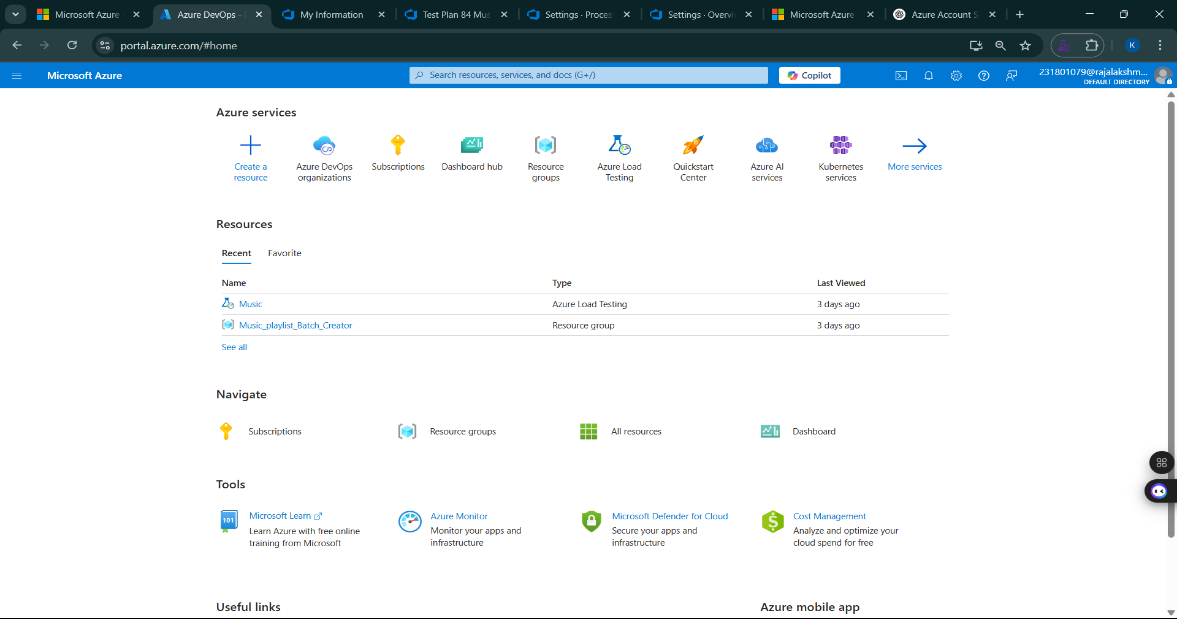 Microsoft Azure
Azure DevOps -
My Information
Test Plan 84 Mus
Settings · Proces
Settings · Overvi
Microsoft Azure
Azure Account S
portal.azure.com/#home
K
Microsoft Azure
Search resources, services, and docs (G+/)
Copilot
231801079@rajalakshm...
DEFAULT DIRECTORY
Azure services
Create a
resource
Azure DevOps
organizations
Subscriptions
Dashboard hub
Resource
groups
Azure Load
Testing
Quickstart
Center
Azure AI
services
Kubernetes
services
More services
Resources
Recent
Favorite
Name
Type
Last Viewed
Music
Azure Load Testing
3 days ago
Music_playlist_Batch_Creator
Resource group
3 days ago
See all
Navigate
Subscriptions
Resource groups
All resources
Dashboard
Tools
101
Microsoft Learn
Learn Azure with free online
training from Microsoft
Azure Monitor
Monitor your apps and
infrastructure
Microsoft Defender for Cloud
Secure your apps and
infrastructure
$
Cost Management
Analyze and optimize your
cloud spend for free
Useful links
Azure mobile app